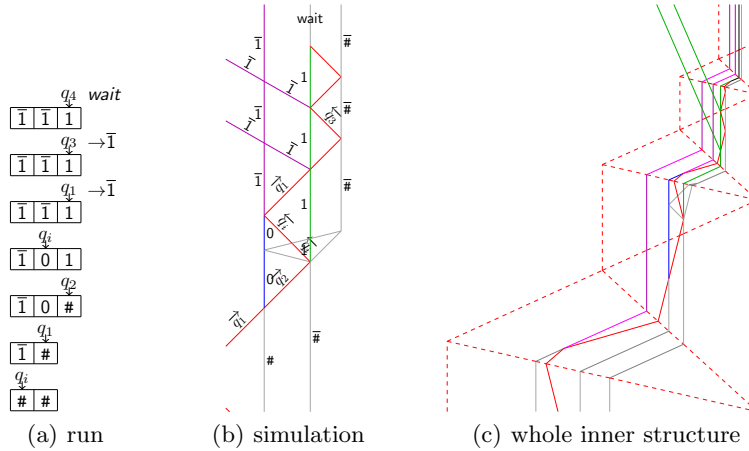 q₄ wait
1̅ 1̅ 1
q₃ →1̅
1̅ 1̅ 1
q₁ →1̅
1̅ 1̅ 1
qᵢ
1̅ 0 1
q₂
1̅ 0 #
q₁
1̅ #
qᵢ
# #
(a) run
wait
1̅ #̅
1̅ 1
1̅ #̅
q₃
1̅ 1
1̅ #̅
q₁
1
0 qᵢ
0 q₂
q₁
#̅
#
(b) simulation
(c) whole inner structure